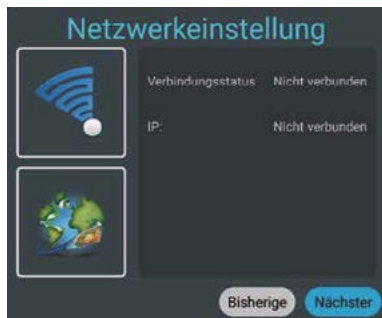 Netzwerkeinstellung
Verbindungsstatus Nicht verbunden
IP: Nicht verbunden
Bisherige Nächster